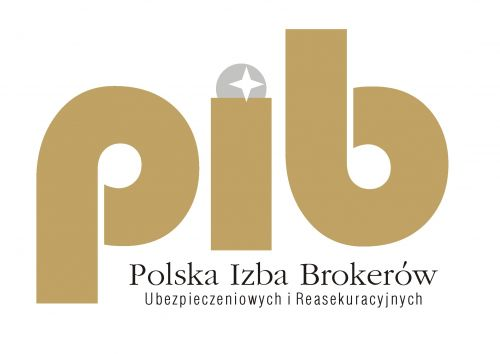 pib
Polska Izba Brokerów
Ubezpieczeniowych i Reasekuracyjnych